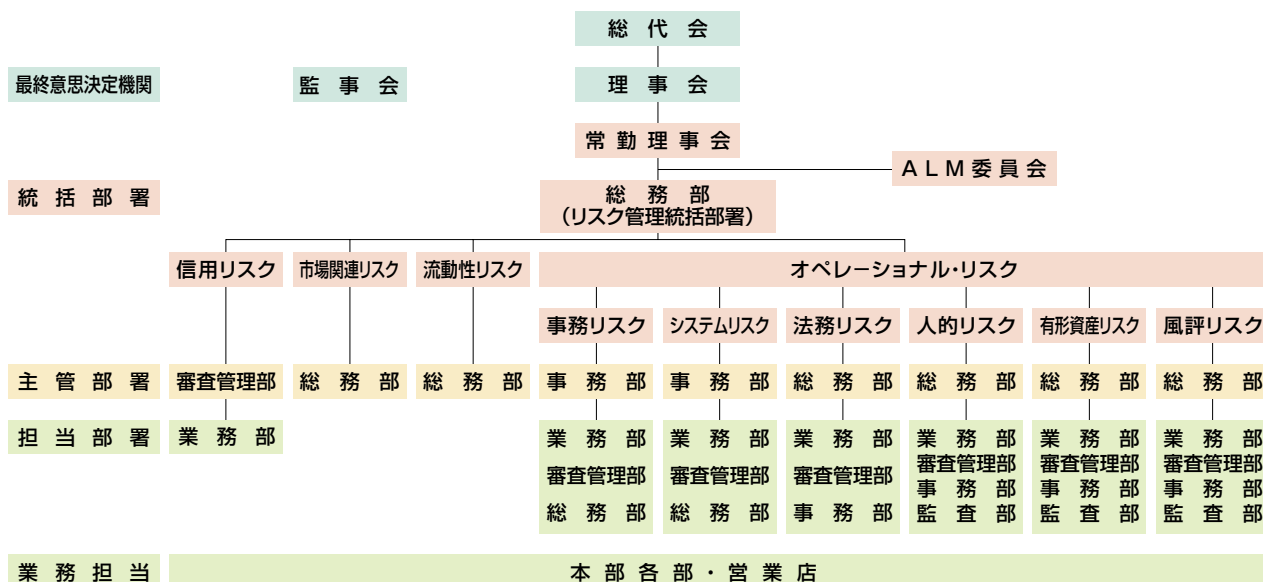 総代会
最終意思決定機関
監事会
理事会
常勤理事会
ALM委員会
統括部署
総務部
(リスク管理統括部署)
信用リスク
市場関連リスク
流動性リスク
オペレーショナル・リスク
事務リスク
システムリスク
法務リスク
人的リスク
有形資産リスク
風評リスク
主管部署
審査管理部
総務部
総務部
事務部
事務部
総務部
総務部
総務部
総務部
担当部署
業務部
業務部
審査管理部
総務部
業務部
審査管理部
総務部
業務部
審査管理部
事務部
業務部
審査管理部
事務部
監査部
業務部
審査管理部
事務部
監査部
業務部
審査管理部
事務部
監査部
業務担当
本部各部・営業店